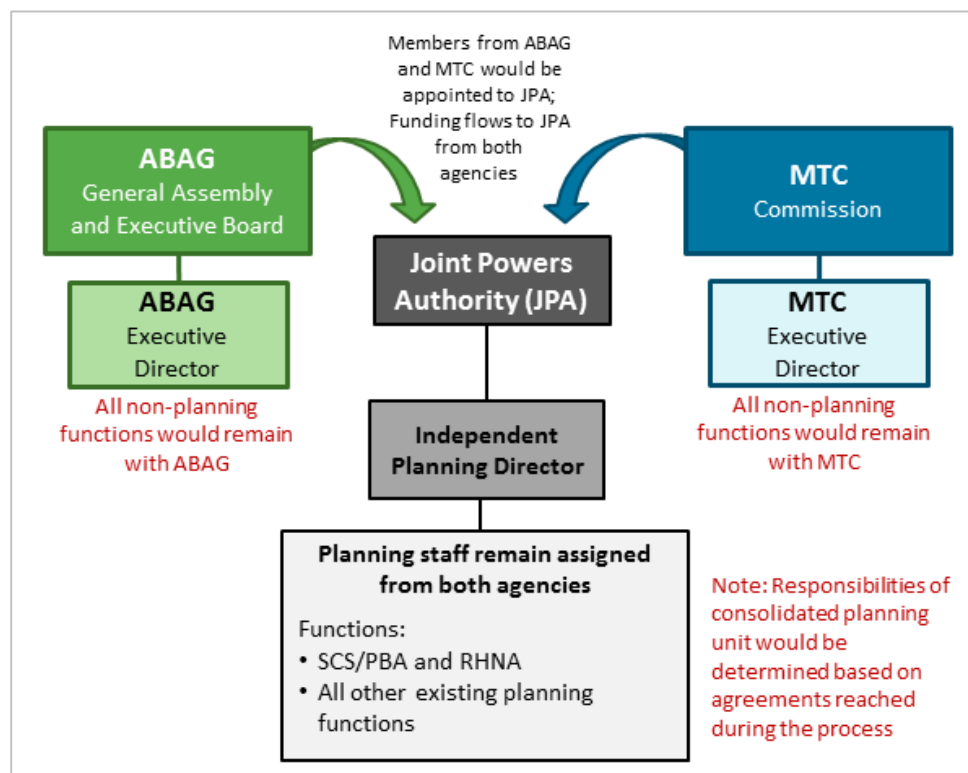 Members from ABAG
and MTC would be
appointed to JPA;
Funding flows to JPA
from both
agencies
ABAG
General Assembly
and Executive Board
MTC
Commission
Joint Powers
Authority (JPA)
ABAG
Executive
Director
MTC
Executive
Director
All non-planning
functions would remain
with ABAG
All non-planning
functions would remain
with MTC
Independent
Planning Director
Planning staff remain assigned
from both agencies
Functions:
• SCS/PBA and RHNA
• All other existing planning
functions
Note: Responsibilities of
consolidated planning
unit would be
determined based on
agreements reached
during the process